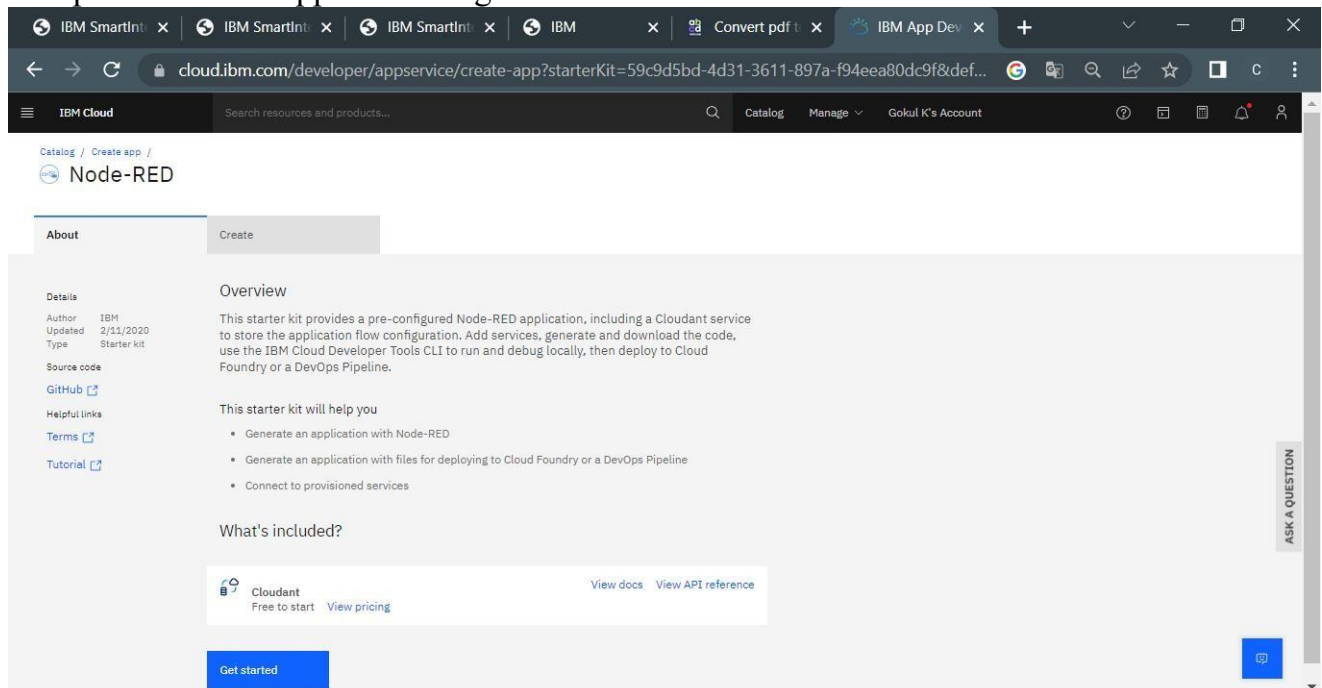 IBM SmartInt
IBM SmartInt
IBM SmartInt
IBM
Convert pdf t
IBM App Dev
cloud.ibm.com/developer/appservice/create-app?starterKit=59c9d5bd-4d31-3611-897a-f94eea80dc9f&def...
C
IBM Cloud
Search resources and products...
Catalog
Manage
Gokul K's Account
Catalog / Create app /
Node-RED
About
Create
Details
Author IBM
Updated 2/11/2020
Type Starter kit
Source code
GitHub
Helpful links
Terms
Tutorial
Overview
This starter kit provides a pre-configured Node-RED application, including a Cloudant service
to store the application flow configuration. Add services, generate and download the code,
use the IBM Cloud Developer Tools CLI to run and debug locally, then deploy to Cloud
Foundry or a DevOps Pipeline.
This starter kit will help you
• Generate an application with Node-RED
• Generate an application with files for deploying to Cloud Foundry or a DevOps Pipeline
• Connect to provisioned services
What's included?
Cloudant
Free to start View pricing
View docs View API reference
Get started
ASK A QUESTION